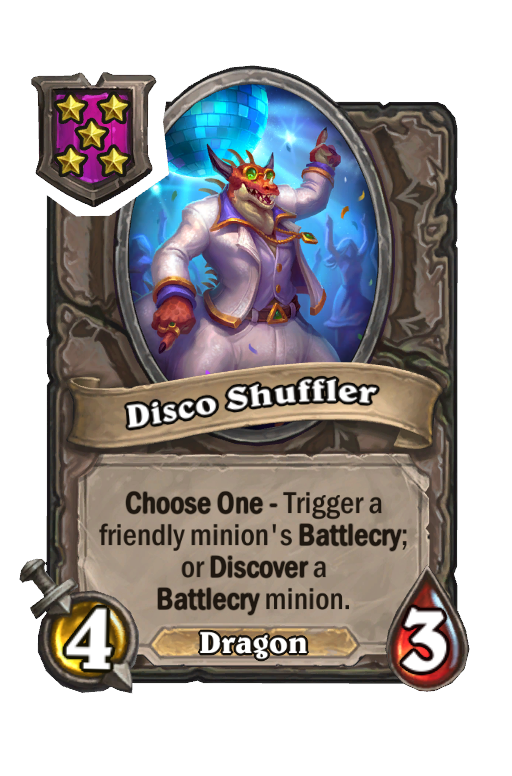 Disco Shuffler
Choose One - Trigger a
friendly minion's Battlecry;
or Discover a
Battlecry minion.
4
Dragon
3